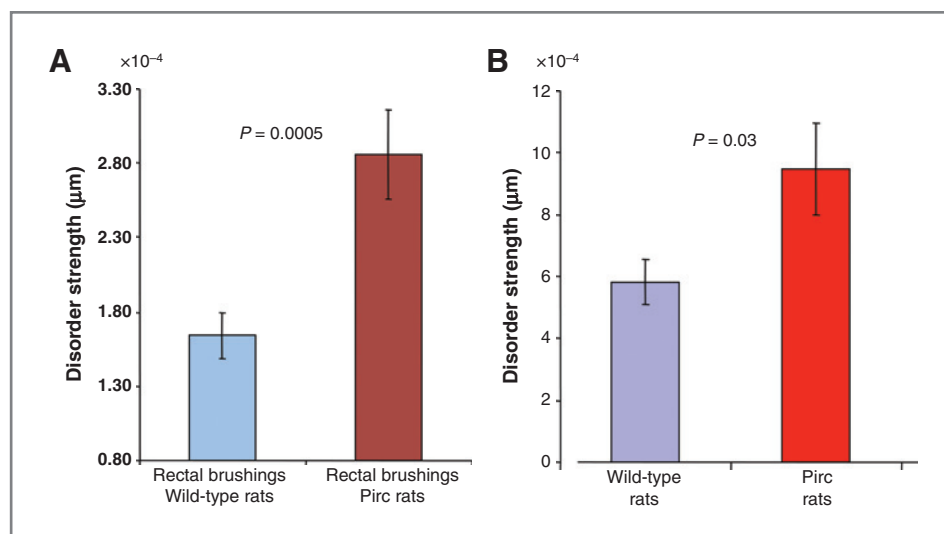 A
×10⁻⁴
3.30
2.80
2.30
1.80
1.30
0.80
Disorder strength (μm)
P = 0.0005
Rectal brushings
Wild-type rats
Rectal brushings
Pirc rats
B
×10⁻⁴
12
10
8
6
4
2
0
Disorder strength (μm)
P = 0.03
Wild-type
rats
Pirc
rats